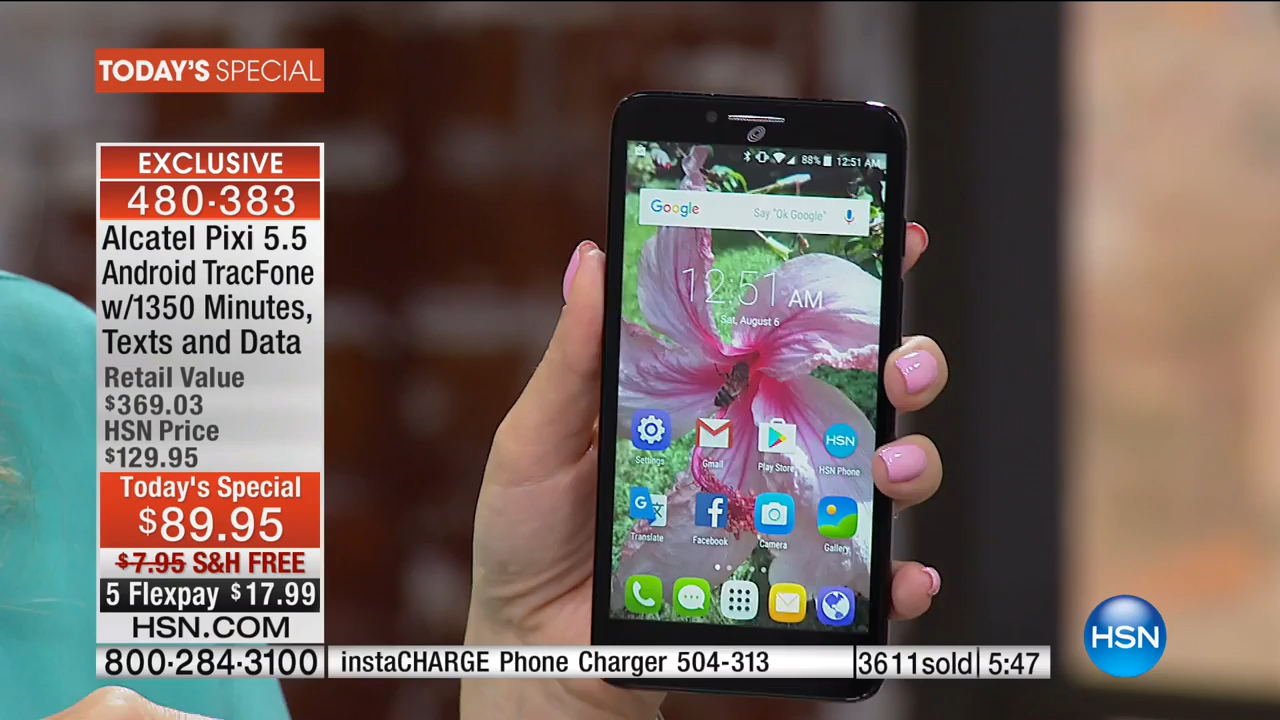 TODAY'S SPECIAL
EXCLUSIVE
480-383
Alcatel Pixi 5.5
Android TracFone
w/1350 Minutes,
Texts and Data
Retail Value
$369.03
HSN Price
$129.95
Today's Special
$89.95
$7.95 S&H FREE
5 Flexpay $17.99
HSN.COM
800-284-3100
instaCHARGE Phone Charger 504-313
3611sold
5:47
88% 12:51 AM
Google
Say "Ok Google"
12:51 AM
Sat, August 6
Settings
Gmail
Play Store
HSN
HSN Phone
G
Translate
f
Facebook
Camera
Gallery
HSN